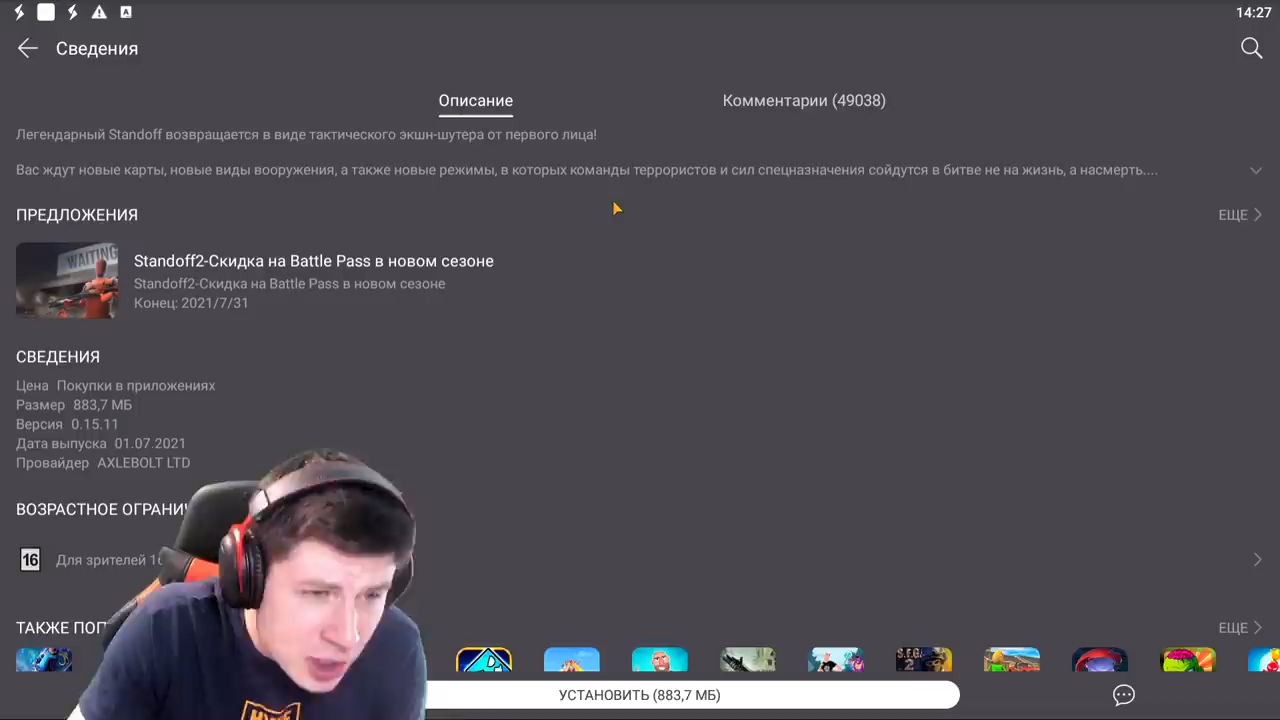 14:27
Сведения
Описание
Комментарии (49038)
Легендарный Standoff возвращается в виде тактического экшн-шутера от первого лица!
Вас ждут новые карты, новые виды вооружения, а также новые режимы, в которых команды террористов и сил спецназначения сойдутся в битве не на жизнь, а насмерть....
ПРЕДЛОЖЕНИЯ
ЕЩЕ
WAITING
Standoff2-Скидка на Battle Pass в новом сезоне
Standoff2-Скидка на Battle Pass в новом сезоне
Конец: 2021/7/31
СВЕДЕНИЯ
Цена Покупки в приложениях
Размер 883,7 МБ
Версия 0.15.11
Дата выпуска 01.07.2021
Провайдер AXLEBOLT LTD
ВОЗРАСТНОЕ ОГРАНИ
16
Для зрителей 16
ТАКЖЕ ПОП
ЕЩЕ
УСТАНОВИТЬ (883,7 МБ)